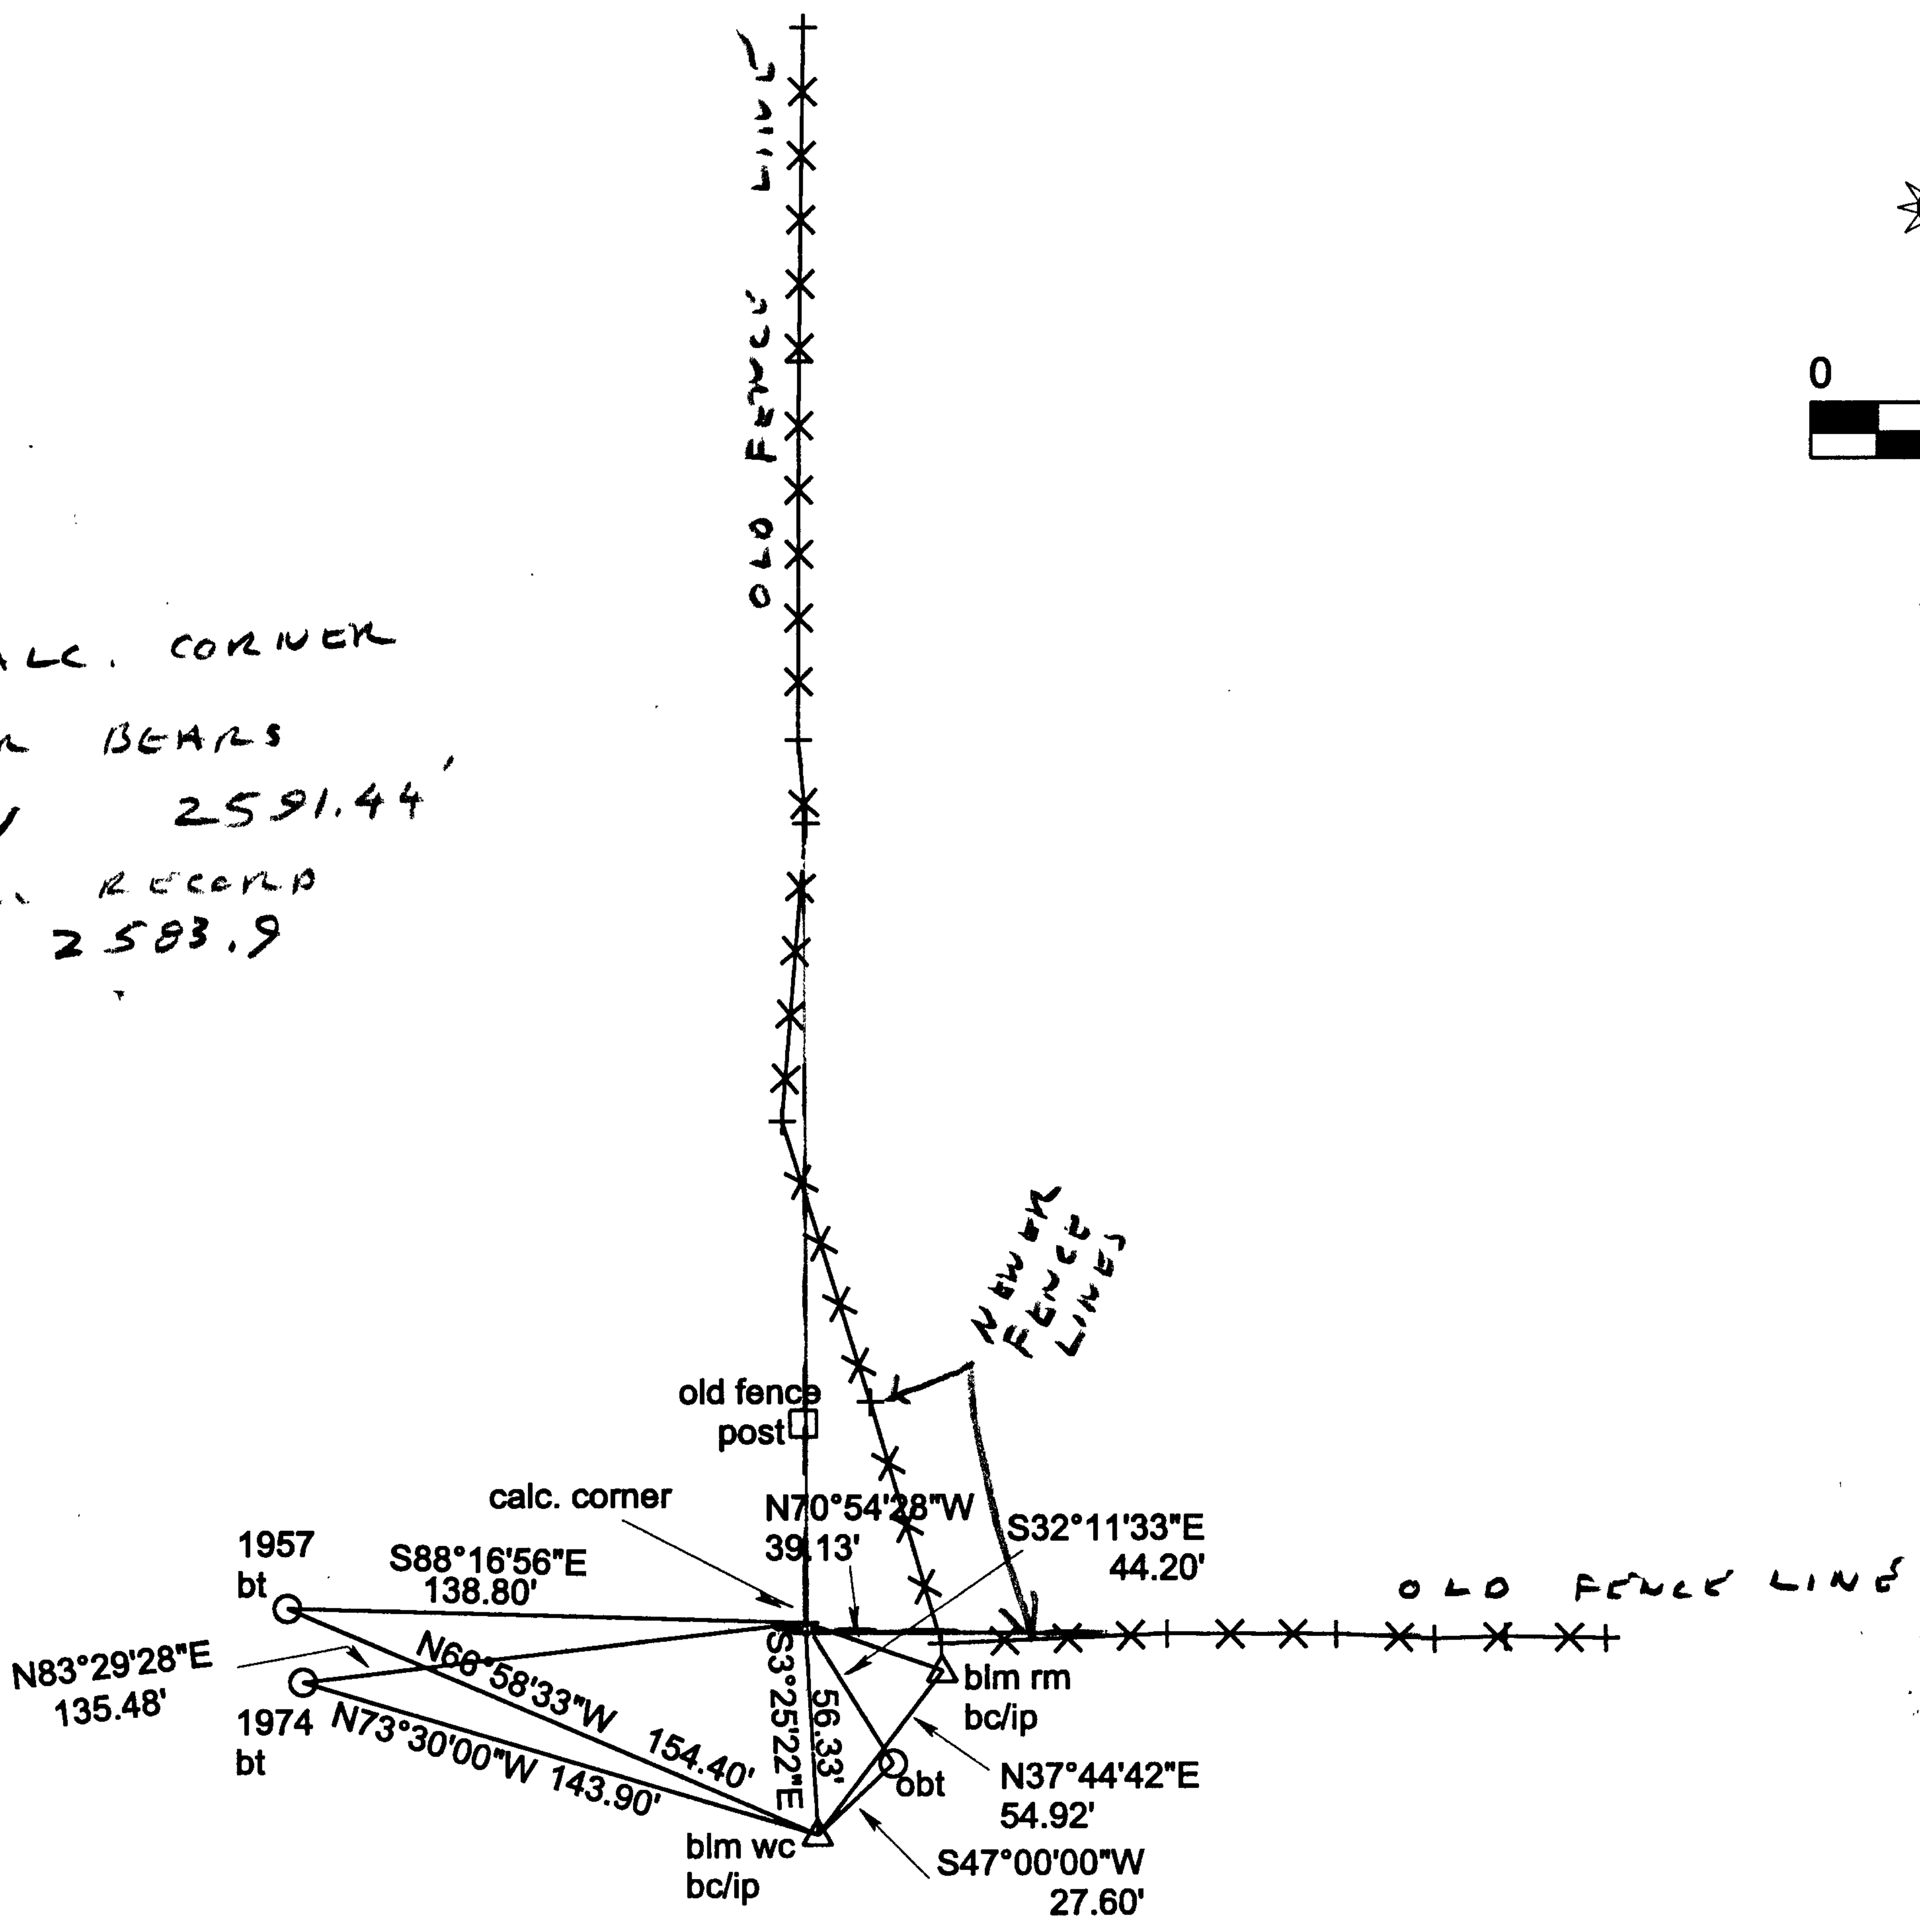 OLD FENCE LINE
0
CORNER
BEARS
2591.44'
RECORD
2583.9
NEWER
FENCE
LINES
old fence
post
calc. corner
N70°54'28"W
39.13'
S32°11'33"E
44.20'
1957
bt
S88°16'56"E
138.80'
OLD FENCE LINE
N83°29'28"E
135.48'
N66°58'33"W 154.40'
S3°25'22"E
56.33'
blm rm
bc/ip
1974
bt
N73°30'00"W 143.90'
obt
N37°44'42"E
54.92'
blm wc
bc/ip
S47°00'00"W
27.60'